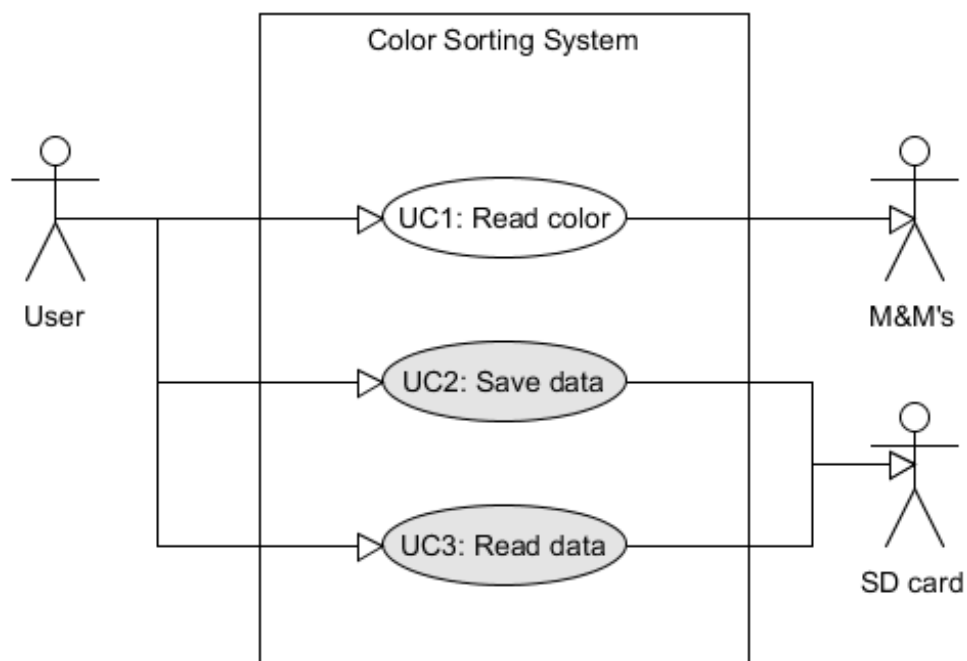 Color Sorting System
UC1: Read color
User
M&M's
UC2: Save data
UC3: Read data
SD card